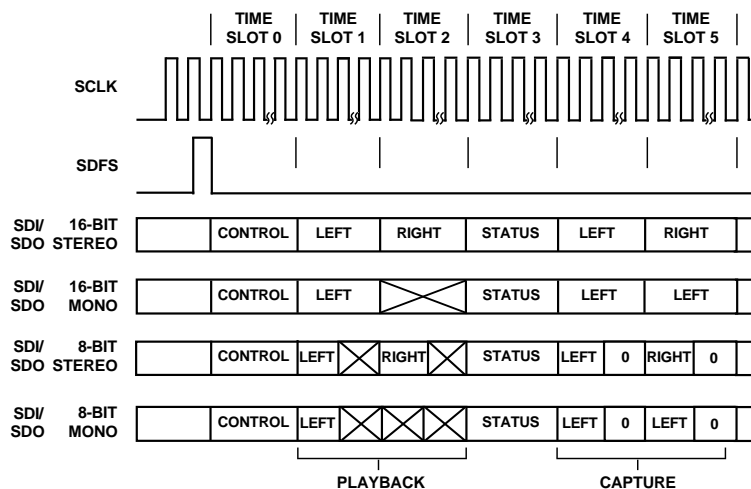 TIME SLOT 0 TIME SLOT 1 TIME SLOT 2 TIME SLOT 3 TIME SLOT 4 TIME SLOT 5
SCLK
SDFS
SDI/ 16-BIT
SDO STEREO
CONTROL LEFT RIGHT STATUS LEFT RIGHT
SDI/ 16-BIT
SDO MONO
CONTROL LEFT STATUS LEFT LEFT
SDI/ 8-BIT
SDO STEREO
CONTROL LEFT RIGHT STATUS LEFT 0 RIGHT 0
SDI/ 8-BIT
SDO MONO
CONTROL LEFT STATUS LEFT 0 LEFT 0
PLAYBACK CAPTURE